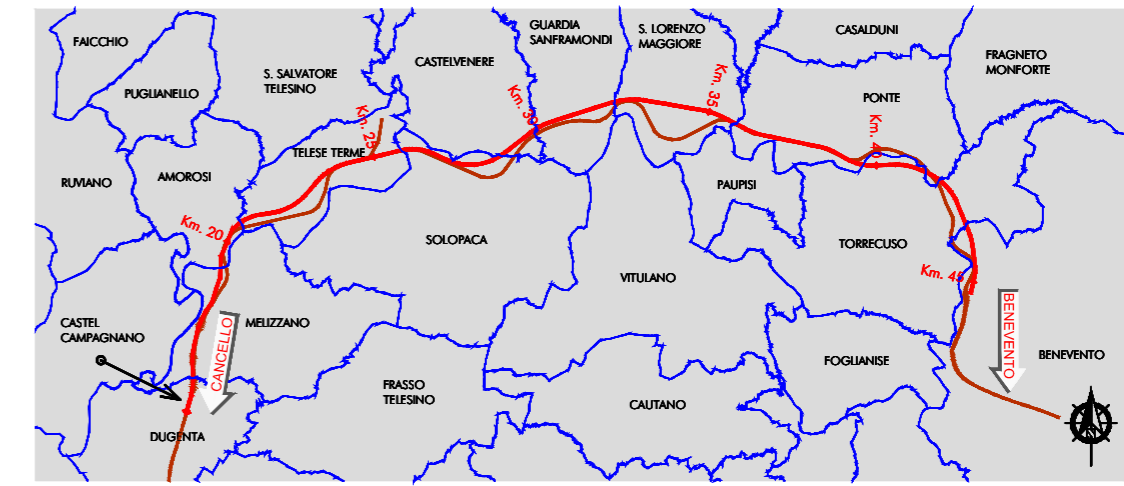 FAICCHIO
PUGLIANELLO
S. SALVATORE
TELESINO
CASTELVENERE
GUARDIA
SANFRAMONDI
S. LORENZO
MAGGIORE
CASALDUNI
FRAGNETO
MONFORTE
Km. 25
Km. 30
Km. 35
PONTE
Km. 40
TELESE TERME
RUVIANO
AMOROSI
PAUPISI
Km. 20
SOLOPACA
TORRECUSO
VITULANO
Km. 45
CASTEL
CAMPAGNANO
MELIZZANO
CANCELLO
BENEVENTO
BENEVENTO
FOGLIANISE
FRASSO
TELESINO
CAUTANO
DUGENTA